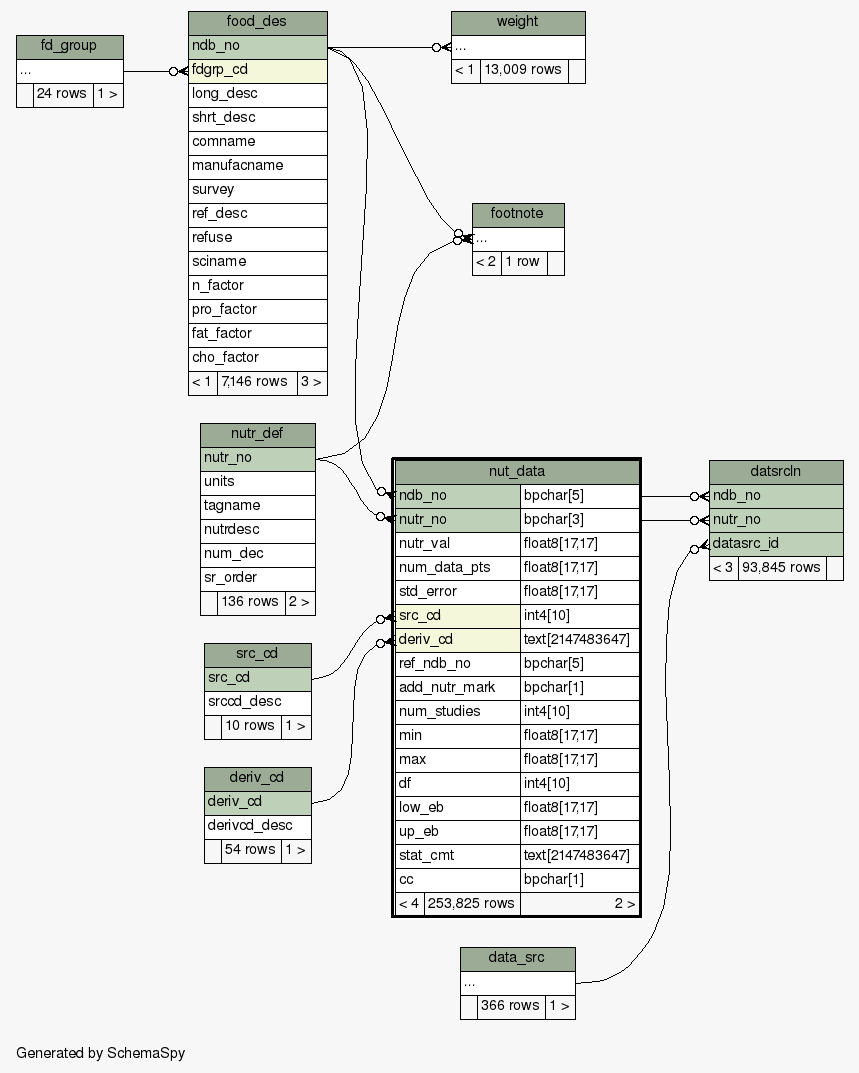 fd_group
...
24 rows 1 >
food_des
ndb_no
fdgrp_cd
long_desc
shrt_desc
comname
manufacname
survey
ref_desc
refuse
sciname
n_factor
pro_factor
fat_factor
cho_factor
< 1 7,146 rows 3 >
weight
...
< 1 13,009 rows
footnote
...
< 2 1 row
nutr_def
nutr_no
units
tagname
nutrdesc
num_dec
sr_order
136 rows 2 >
src_cd
src_cd
srccd_desc
10 rows 1 >
deriv_cd
deriv_cd
derivcd_desc
54 rows 1 >
nut_data
ndb_no bpchar[5]
nutr_no bpchar[3]
nutr_val float8[17,17]
num_data_pts float8[17,17]
std_error float8[17,17]
src_cd int4[10]
deriv_cd text[2147483647]
ref_ndb_no bpchar[5]
add_nutr_mark bpchar[1]
num_studies int4[10]
min float8[17,17]
max float8[17,17]
df int4[10]
low_eb float8[17,17]
up_eb float8[17,17]
stat_cmt text[2147483647]
cc bpchar[1]
< 4 253,825 rows 2 >
datsrcln
ndb_no
nutr_no
datasrc_id
< 3 93,845 rows
data_src
...
366 rows 1 >
Generated by SchemaSpy